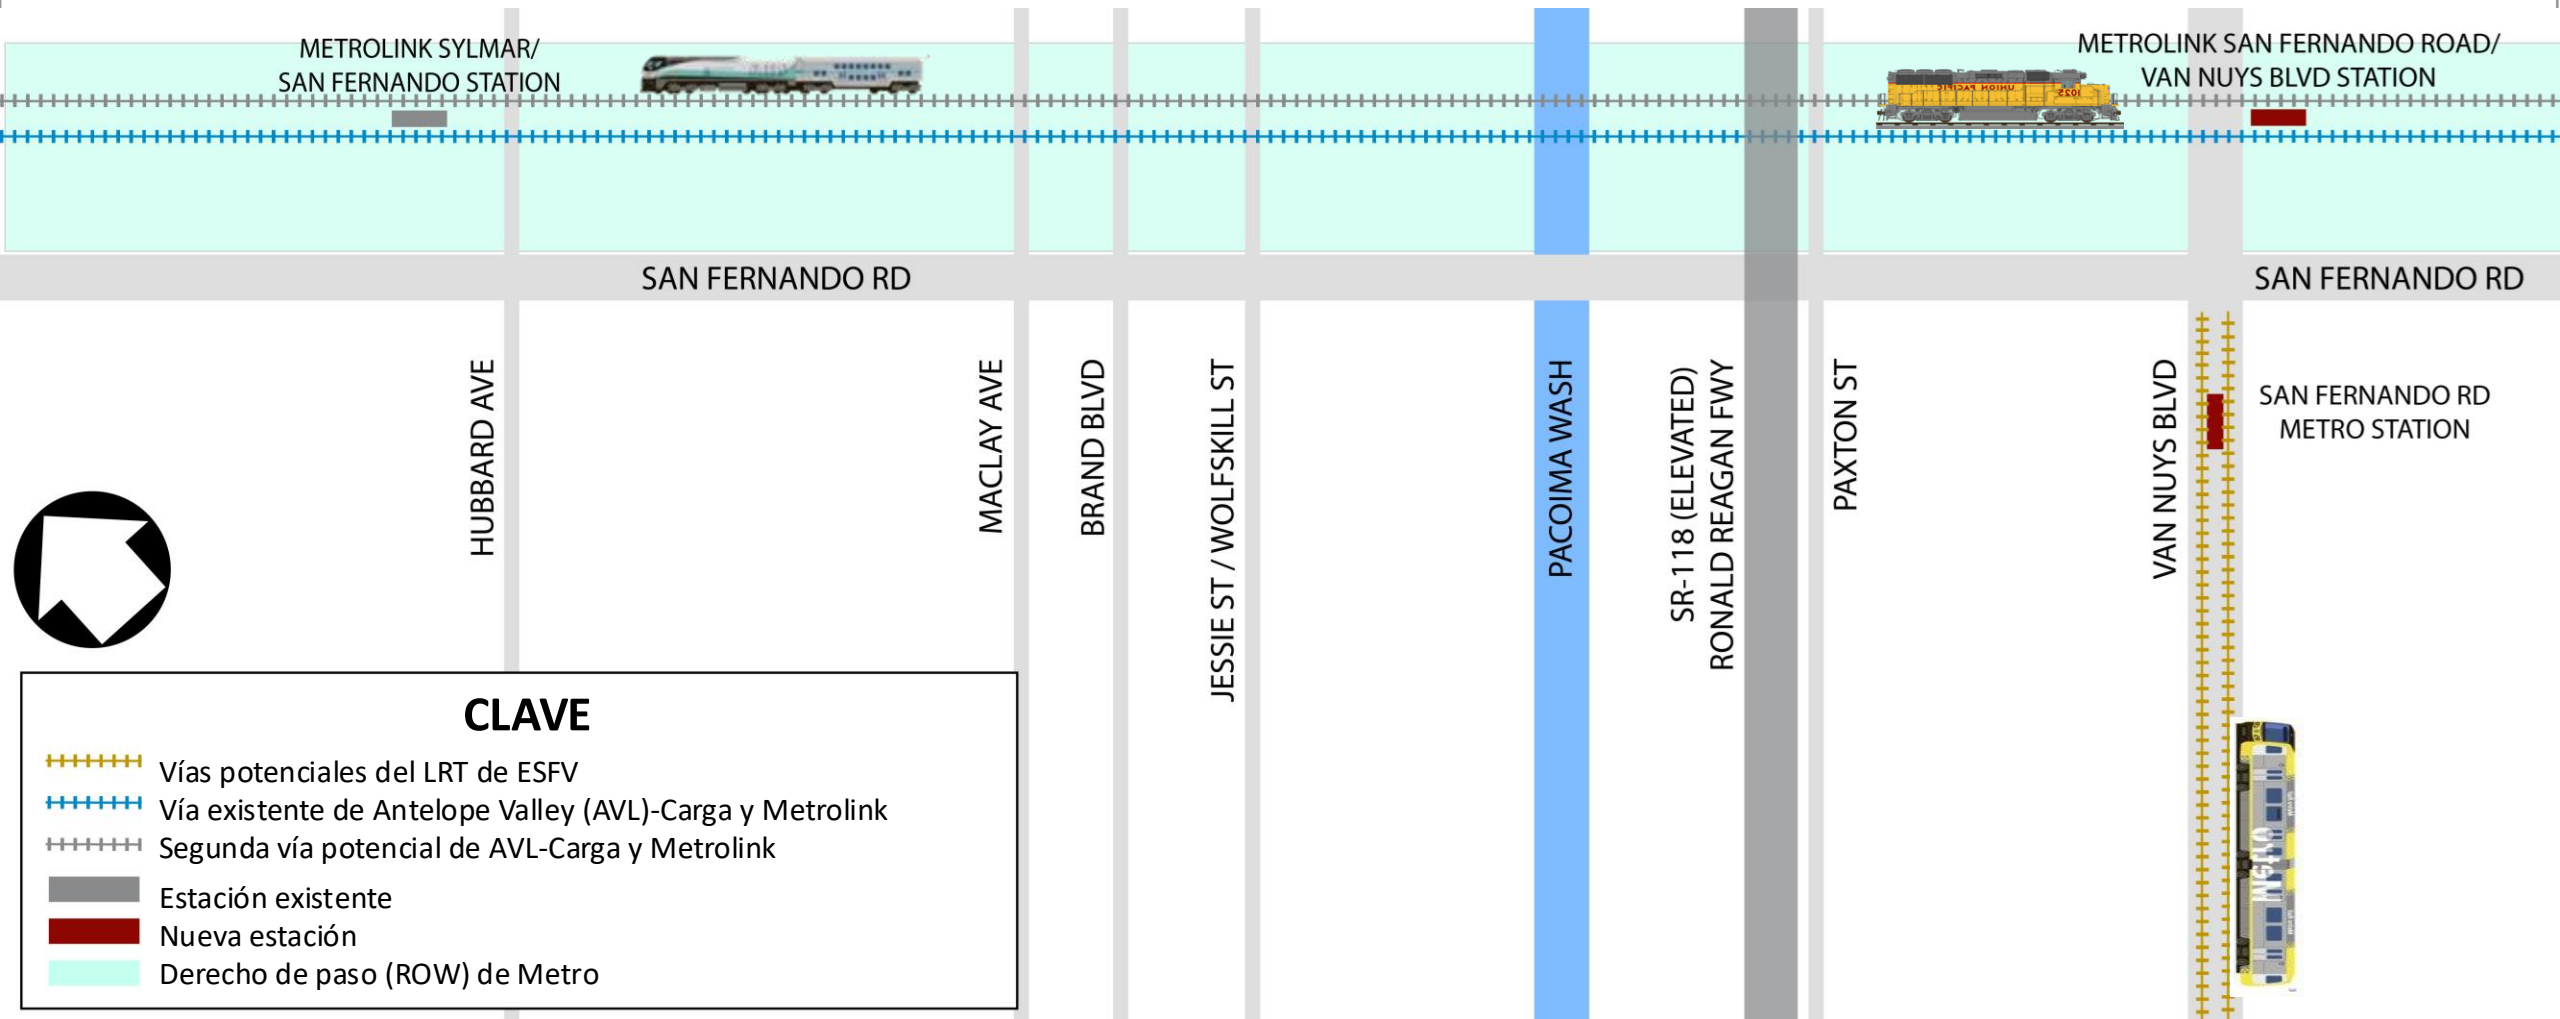 METROLINK SYLMAR/
SAN FERNANDO STATION
METROLINK SAN FERNANDO ROAD/
VAN NUYS BLVD STATION
UNION PACIFIC
1025
SAN FERNANDO RD
SAN FERNANDO RD
HUBBARD AVE
MACLAY AVE
BRAND BLVD
JESSIE ST / WOLFSKILL ST
PACOIMA WASH
SR-118 (ELEVATED)
RONALD REAGAN FWY
PAXTON ST
VAN NUYS BLVD
SAN FERNANDO RD
METRO STATION
Metro
CLAVE
Vías potenciales del LRT de ESFV
Vía existente de Antelope Valley (AVL)-Carga y Metrolink
Segunda vía potencial de AVL-Carga y Metrolink
Estación existente
Nueva estación
Derecho de paso (ROW) de Metro